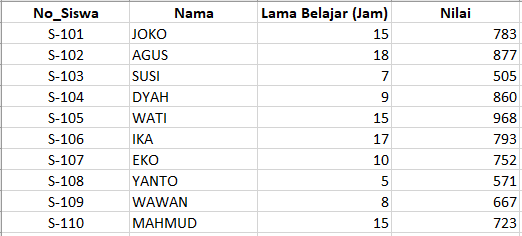 No_Siswa Nama Lama Belajar (Jam) Nilai
S-101 JOKO 15 783
S-102 AGUS 18 877
S-103 SUSI 7 505
S-104 DYAH 9 860
S-105 WATI 15 968
S-106 IKA 17 793
S-107 EKO 10 752
S-108 YANTO 5 571
S-109 WAWAN 8 667
S-110 MAHMUD 15 723